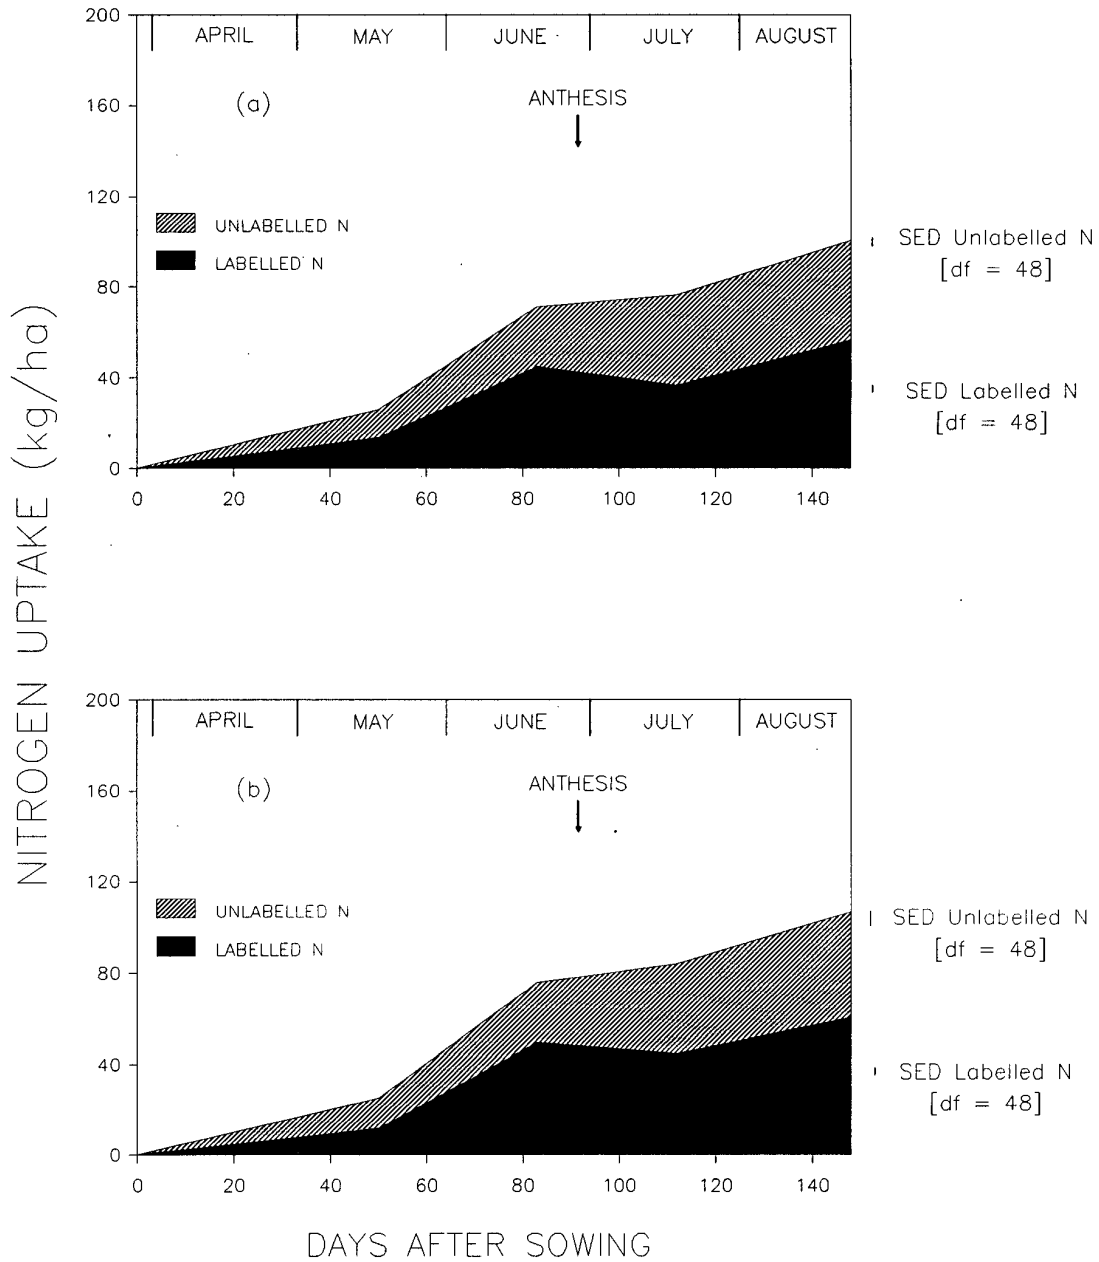 NITROGEN UPTAKE (kg/ha)
200
APRIL MAY JUNE JULY AUGUST
160
(a)
ANTHESIS
120
UNLABELLED N
LABELLED N
SED Unlabelled N
[df = 48]
80
40
SED Labelled N
[df = 48]
0
0 20 40 60 80 100 120 140
200
APRIL MAY JUNE JULY AUGUST
160
(b)
ANTHESIS
120
UNLABELLED N
LABELLED N
SED Unlabelled N
[df = 48]
80
40
SED Labelled N
[df = 48]
0
0 20 40 60 80 100 120 140
DAYS AFTER SOWING